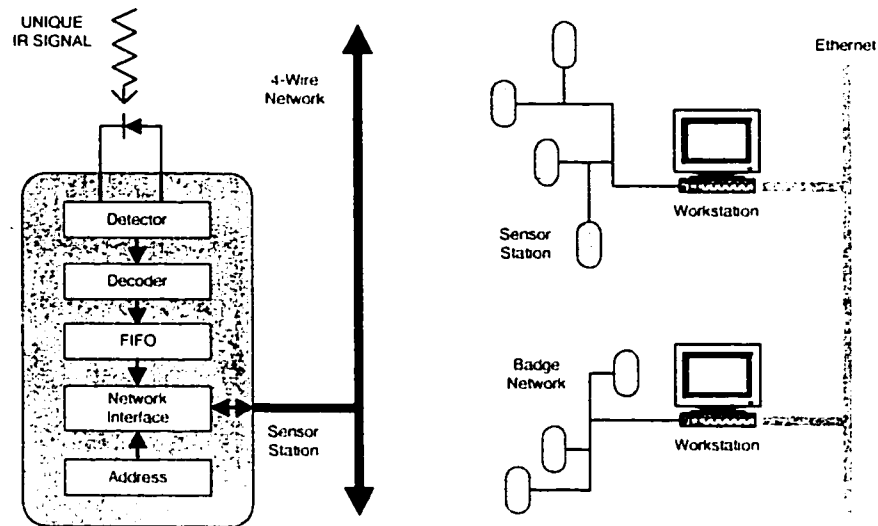 UNIQUE
IR SIGNAL
4-Wire
Network
Detector
Decoder
FIFO
Network
Interface
Address
Sensor
Station
Ethernet
Workstation
Sensor
Station
Badge
Network
Workstation